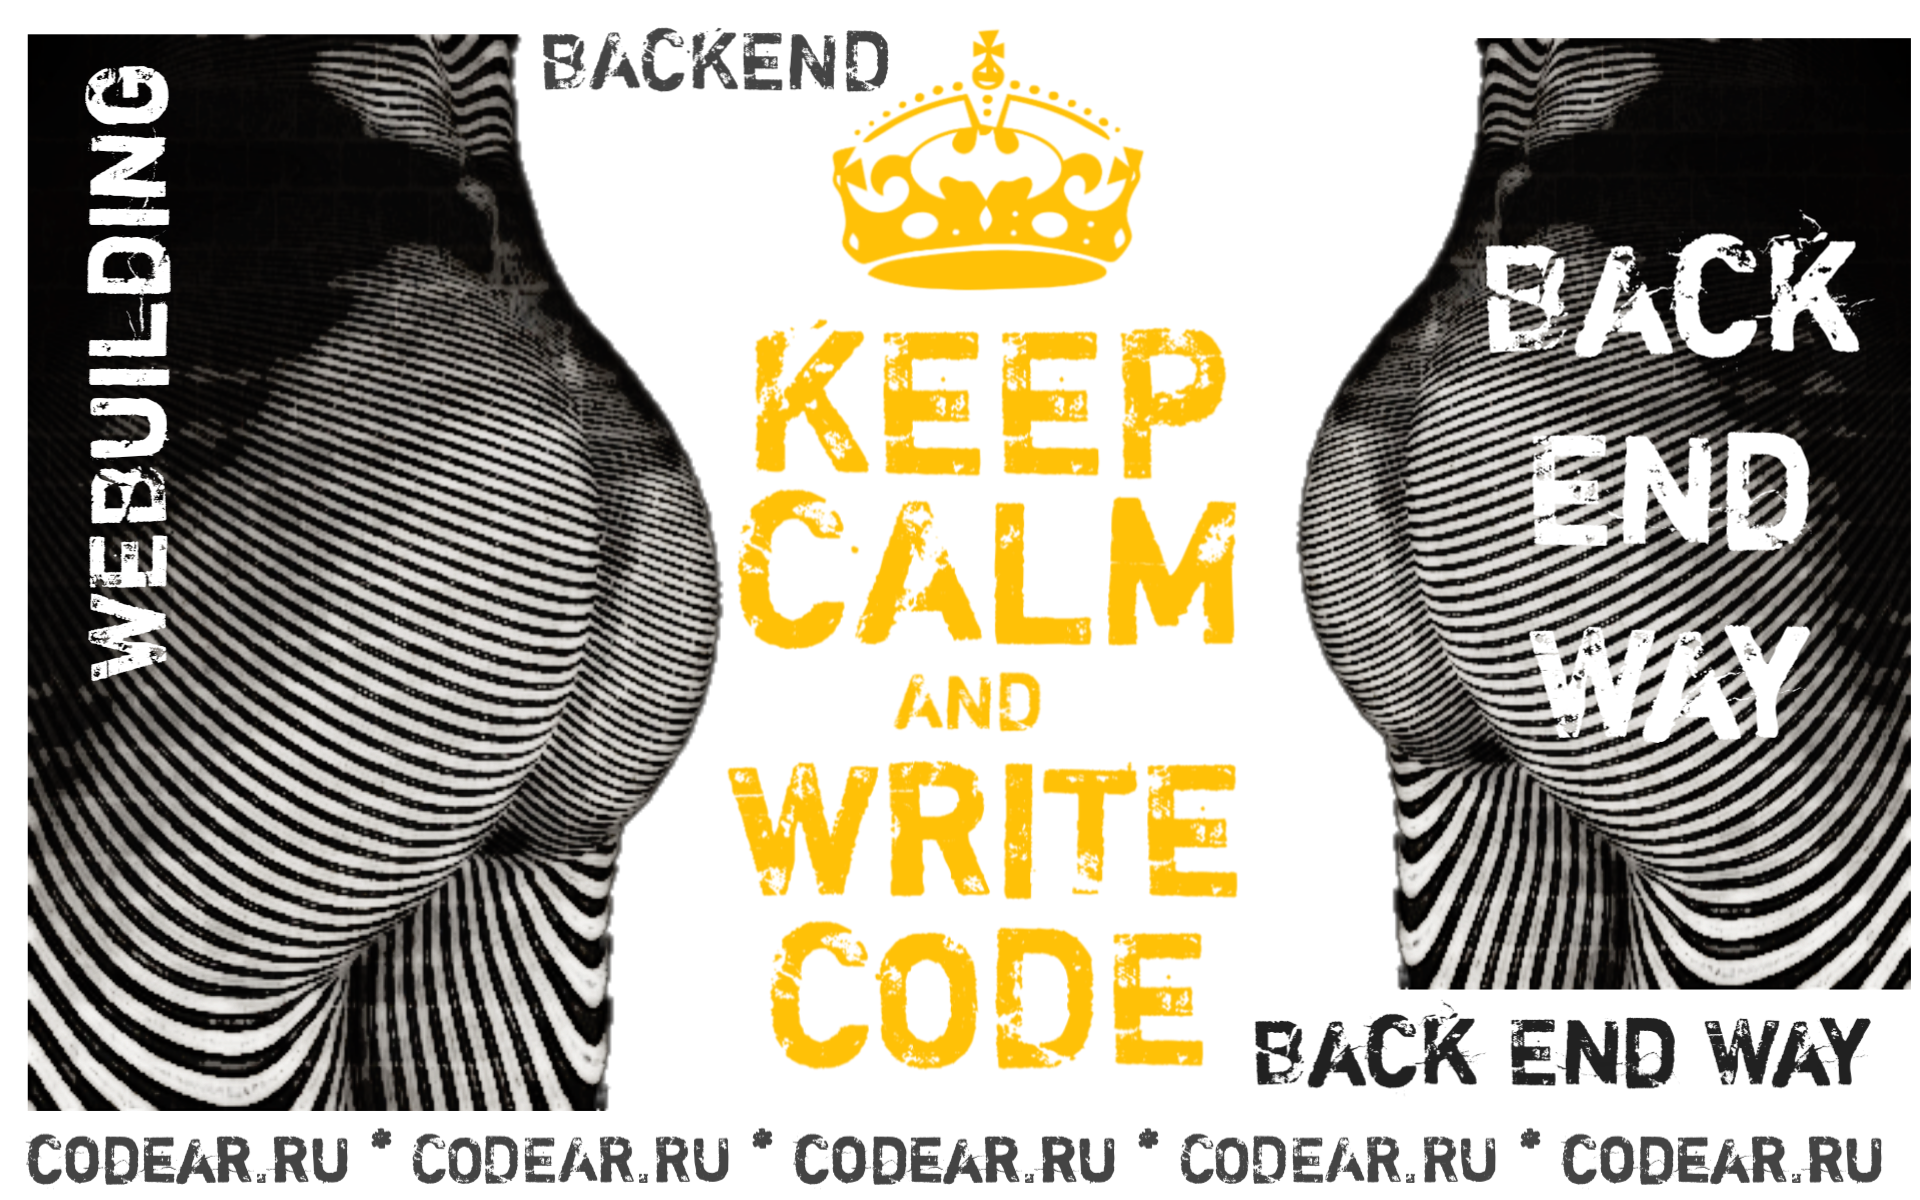 BACKEND
WEBUILDING
KEEP
CALM
AND
WRITE
CODE
BACK
END
WAY
BACK END WAY
CODEAR.RU * CODEAR.RU * CODEAR.RU * CODEAR.RU * CODEAR.RU